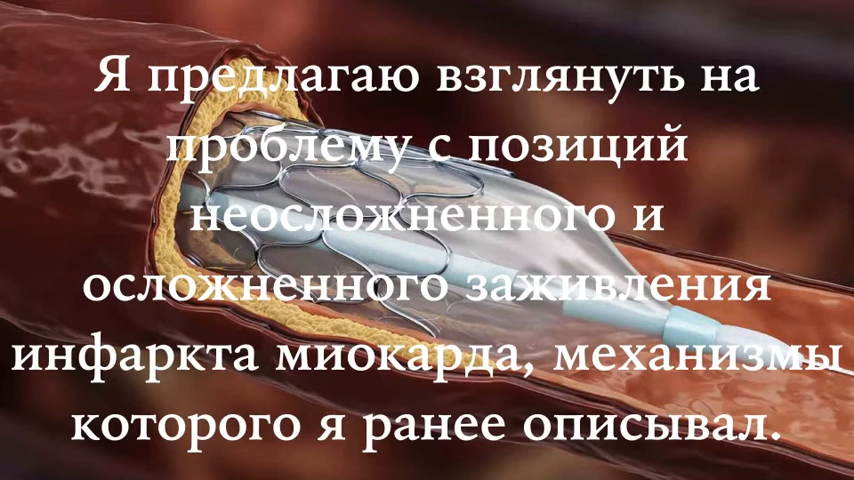 Я предлагаю взглянуть на
проблему с позиций
неосложненного и
осложненного заживления
инфаркта миокарда, механизмы
которого я ранее описывал.